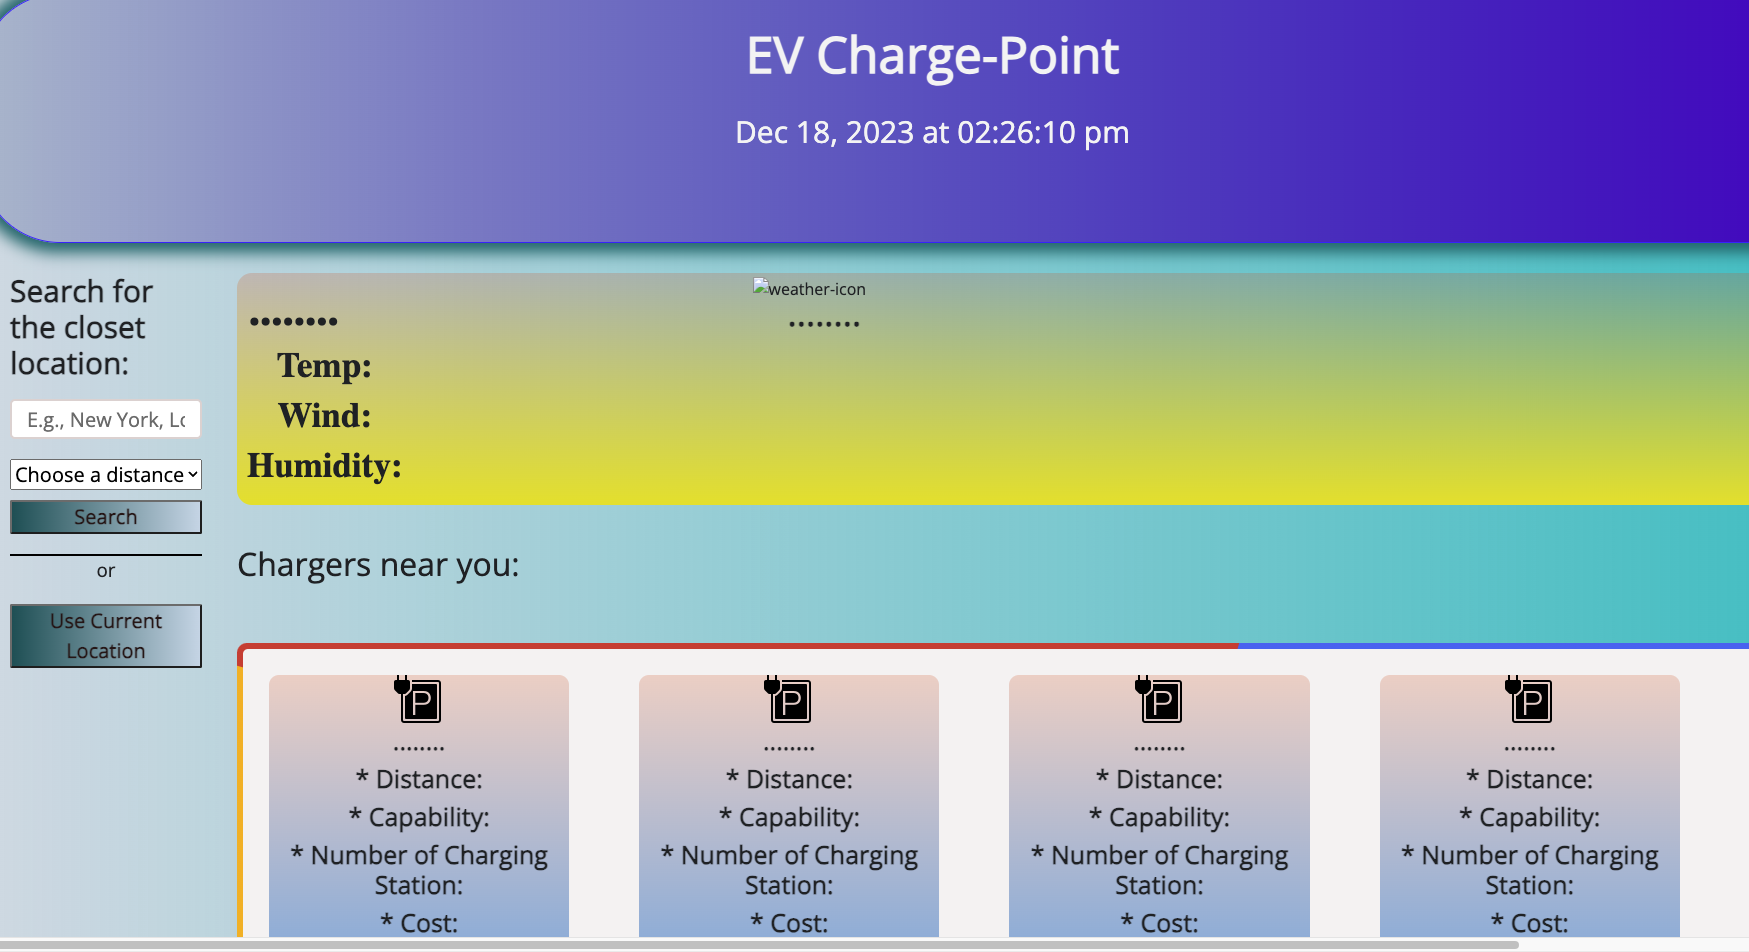 EV Charge-Point
Dec 18, 2023 at 02:26:10 pm
Search for
the closet
location:
E.g., New York, Lo
Choose a distance
Search
or
Use Current
Location
weather-icon
........
........
Temp:
Wind:
Humidity:
Chargers near you:
P
........
* Distance:
* Capability:
* Number of Charging
Station:
* Cost:
P
........
* Distance:
* Capability:
* Number of Charging
Station:
* Cost:
P
........
* Distance:
* Capability:
* Number of Charging
Station:
* Cost:
P
........
* Distance:
* Capability:
* Number of Charging
Station:
* Cost: